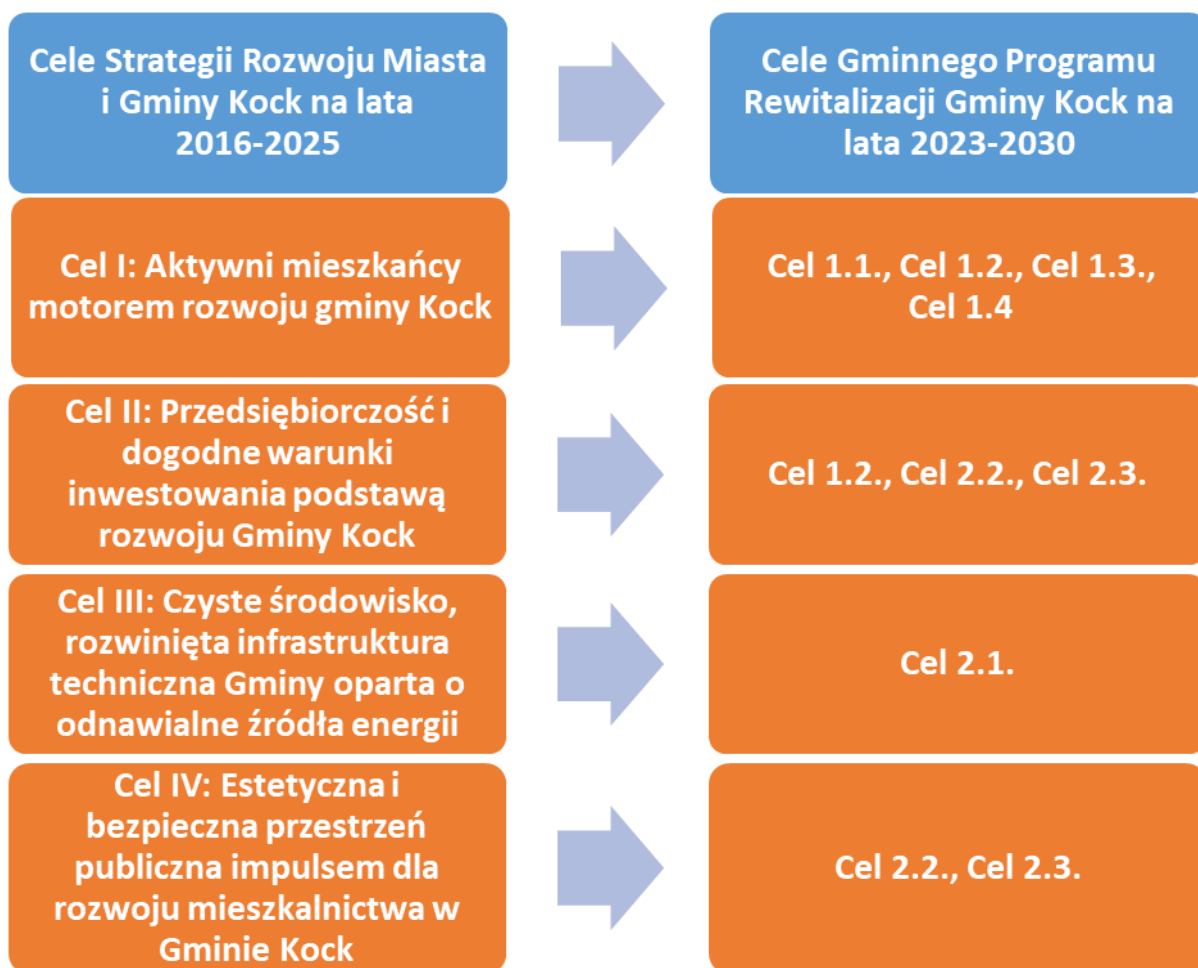 Cele Strategii Rozwoju Miasta
i Gminy Kock na lata
2016-2025
Cele Gminnego Programu
Rewitalizacji Gminy Kock na
lata 2023-2030
Cel I: Aktywni mieszkańcy
motorem rozwoju gminy Kock
Cel 1.1., Cel 1.2., Cel 1.3.,
Cel 1.4
Cel II: Przedsiębiorczość i
dogodne warunki
inwestowania podstawą
rozwoju Gminy Kock
Cel 1.2., Cel 2.2., Cel 2.3.
Cel III: Czyste środowisko,
rozwinięta infrastruktura
techniczna Gminy oparta o
odnawialne źródła energii
Cel 2.1.
Cel IV: Estetyczna i
bezpieczna przestrzeń
publiczna impulsem dla
rozwoju mieszkalnictwa w
Gminie Kock
Cel 2.2., Cel 2.3.